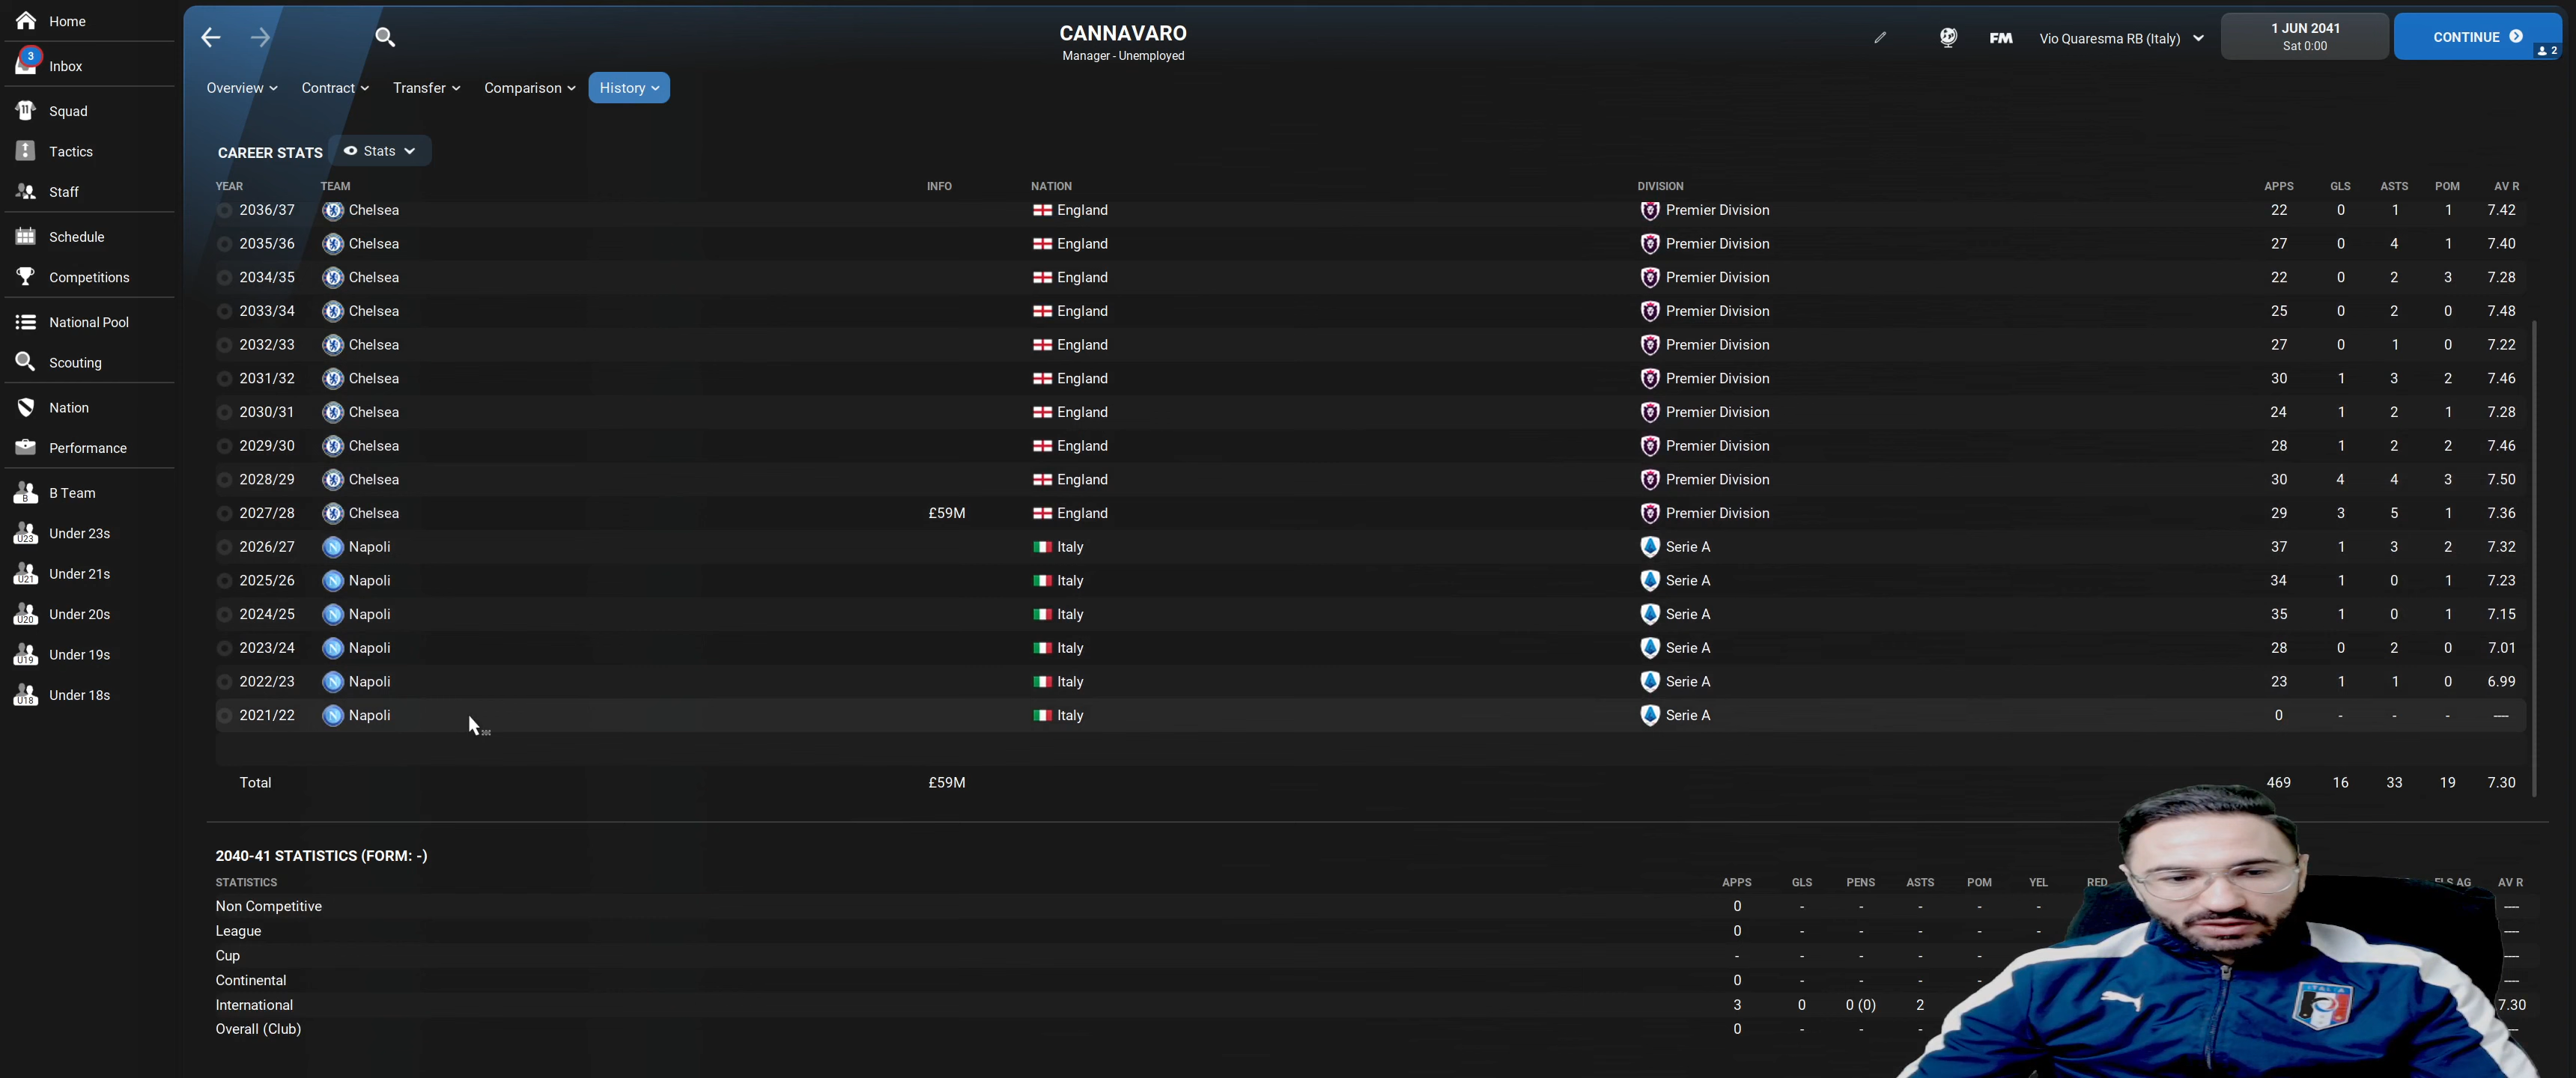 Home
CANNAVARO
Manager - Unemployed
FM
Vio Quaresma RB (Italy)
1 JUN 2041
Sat 0:00
CONTINUE
2
3
Inbox
Overview Contract Transfer Comparison History
Squad
11
Tactics
Staff
Schedule
Competitions
National Pool
Scouting
Nation
Performance
B
B Team
U23
Under 23s
U21
Under 21s
U20
Under 20s
U19
Under 19s
U18
Under 18s
CAREER STATS Stats
YEAR TEAM INFO NATION DIVISION APPS GLS ASTS POM AV R
2036/37 Chelsea England Premier Division 22 0 1 1 7.42
2035/36 Chelsea England Premier Division 27 0 4 1 7.40
2034/35 Chelsea England Premier Division 22 0 2 3 7.28
2033/34 Chelsea England Premier Division 25 0 2 0 7.48
2032/33 Chelsea England Premier Division 27 0 1 0 7.22
2031/32 Chelsea England Premier Division 30 1 3 2 7.46
2030/31 Chelsea England Premier Division 24 1 2 1 7.28
2029/30 Chelsea England Premier Division 28 1 2 2 7.46
2028/29 Chelsea England Premier Division 30 4 4 3 7.50
2027/28 Chelsea £59M England Premier Division 29 3 5 1 7.36
2026/27 Napoli Italy Serie A 37 1 3 2 7.32
2025/26 Napoli Italy Serie A 34 1 0 1 7.23
2024/25 Napoli Italy Serie A 35 1 0 1 7.15
2023/24 Napoli Italy Serie A 28 0 2 0 7.01
2022/23 Napoli Italy Serie A 23 1 1 0 6.99
2021/22 Napoli Italy Serie A 0 - - - ---
Total £59M 469 16 33 19 7.30
2040-41 STATISTICS (FORM: -)
STATISTICS APPS GLS PENS ASTS POM YEL RED FLS AG AV R
Non Competitive 0 - - - - - ---
League 0 - - - - - ---
Cup - - - - - ---
Continental 0 - - - - ---
International 3 0 0 (0) 2 7.30
Overall (Club) 0 - - - ---
ITALIA